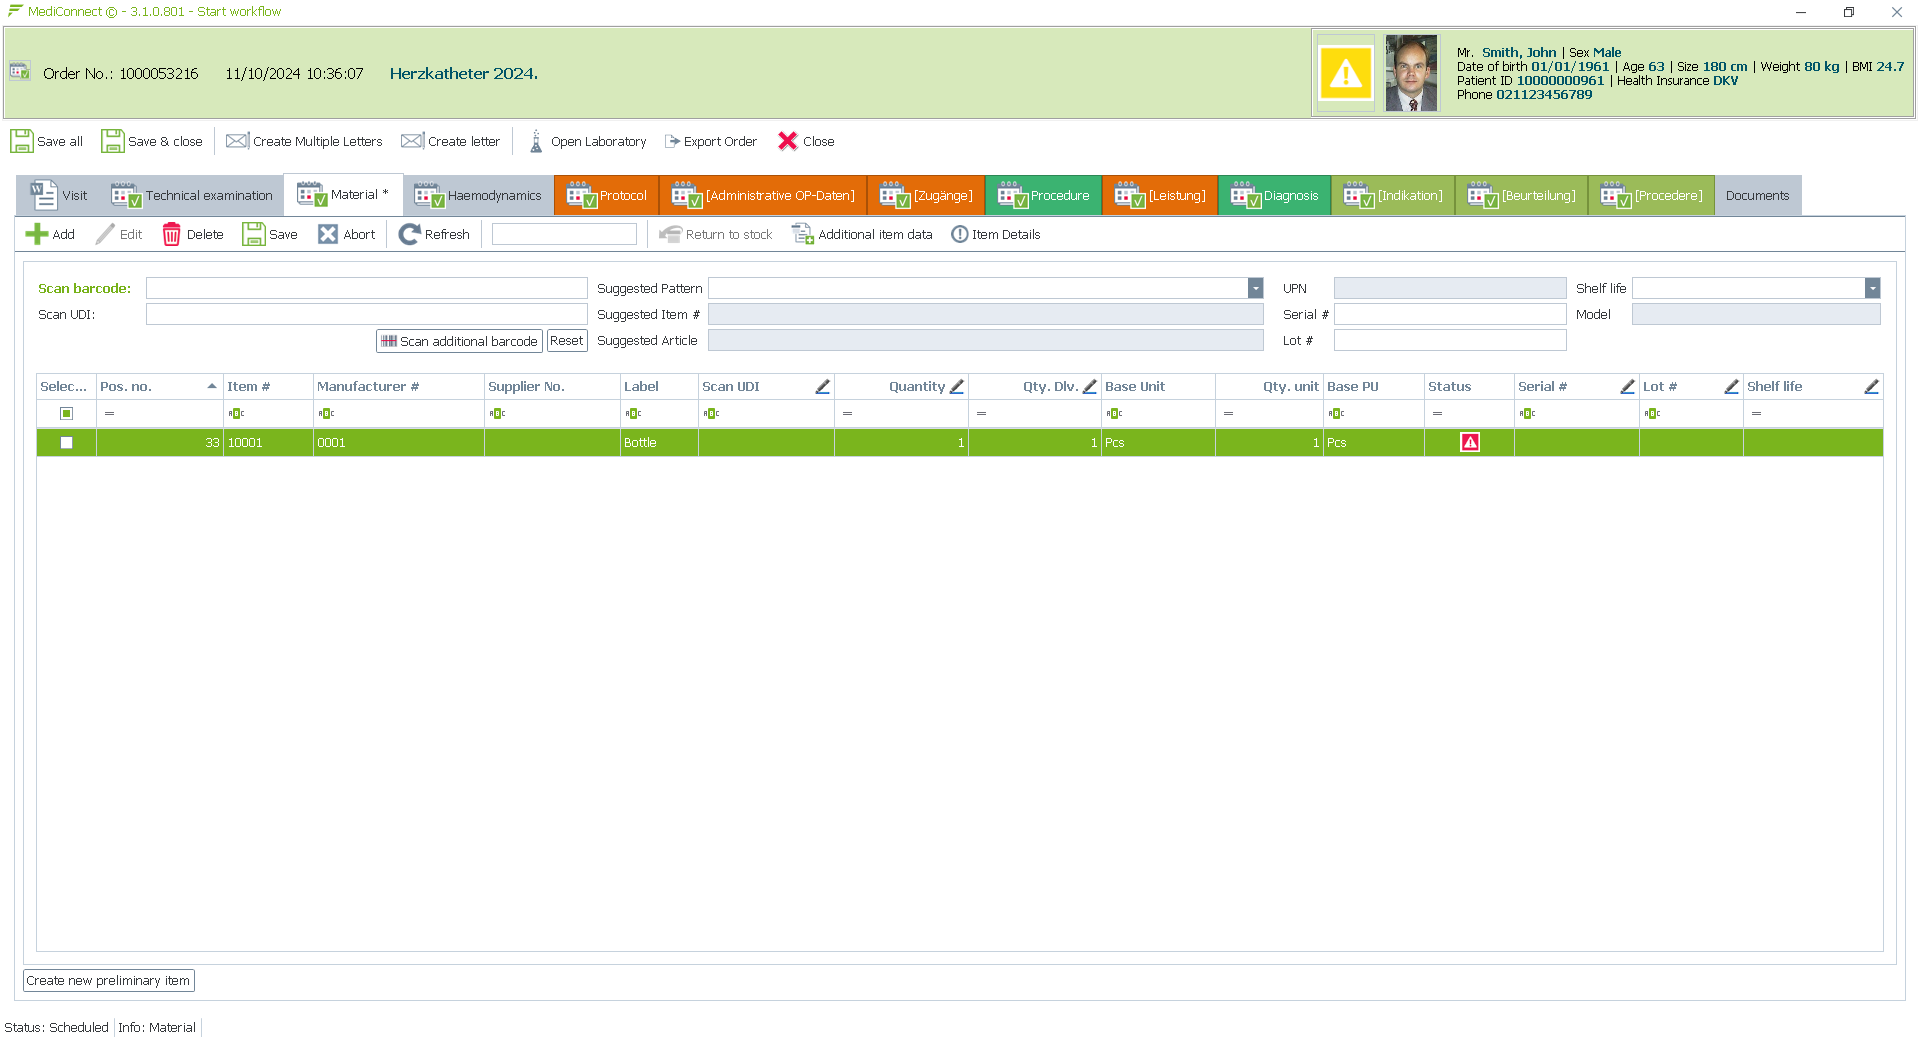 MediConnect © - 3.1.0.801 - Start workflow
Order No.: 1000053216 11/10/2024 10:36:07 Herzkatheter 2024.
Mr. Smith, John | Sex Male
Date of birth 01/01/1961 | Age 63 | Size 180 cm | Weight 80 kg | BMI 24.7
Patient ID 10000000961 | Health Insurance DKV
Phone 021123456789
Save all Save & close Create Multiple Letters Create letter Open Laboratory Export Order Close
Visit Technical examination Material * Haemodynamics Protocol [Administrative OP-Daten] [Zugänge] Procedure [Leistung] Diagnosis [Indikation] [Beurteilung] [Procedere] Documents
Add Edit Delete Save Abort Refresh Return to stock Additional item data Item Details
Scan barcode: Suggested Pattern UPN Shelf life
Scan UDI: Suggested Item # Serial # Model
Scan additional barcode Reset Suggested Article Lot #
Selec... Pos. no. Item # Manufacturer # Supplier No. Label Scan UDI Quantity Qty. Dlv. Base Unit Qty. unit Base PU Status Serial # Lot # Shelf life
= ABC ABC ABC ABC ABC = = ABC = ABC = ABC ABC =
33 10001 0001 Bottle 1 1 Pcs 1 Pcs
Create new preliminary item
Status: Scheduled Info: Material